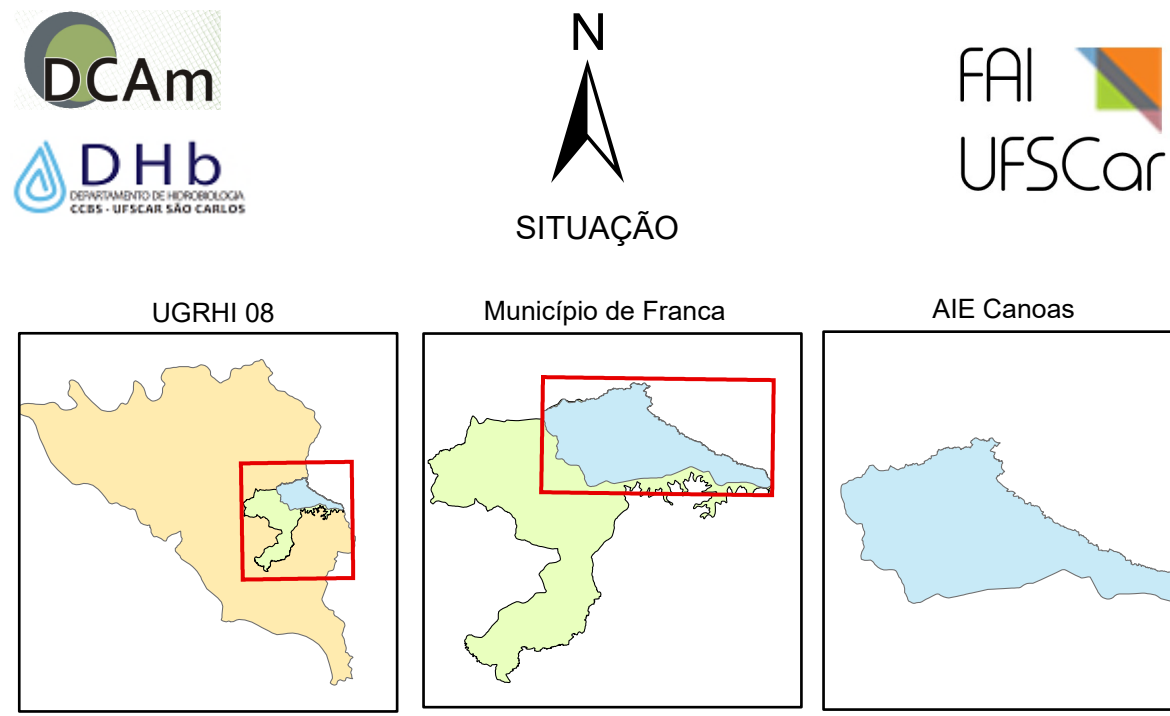 DCAm
N
FAI
UFSCar
DHb
DEPARTAMENTO DE HIDROBIOLOGIA
CCBS - UFSCAR SÃO CARLOS
SITUAÇÃO
UGRHI 08
Município de Franca
AIE Canoas